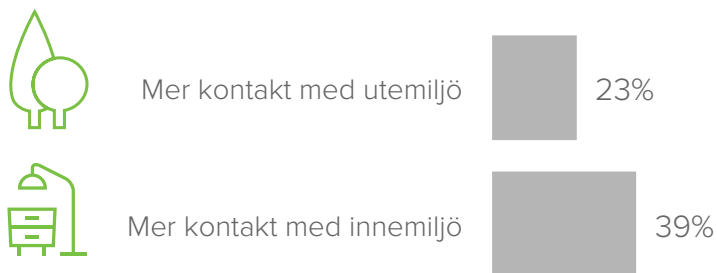 Mer kontakt med utemiljö 23%
Mer kontakt med innemiljö 39%